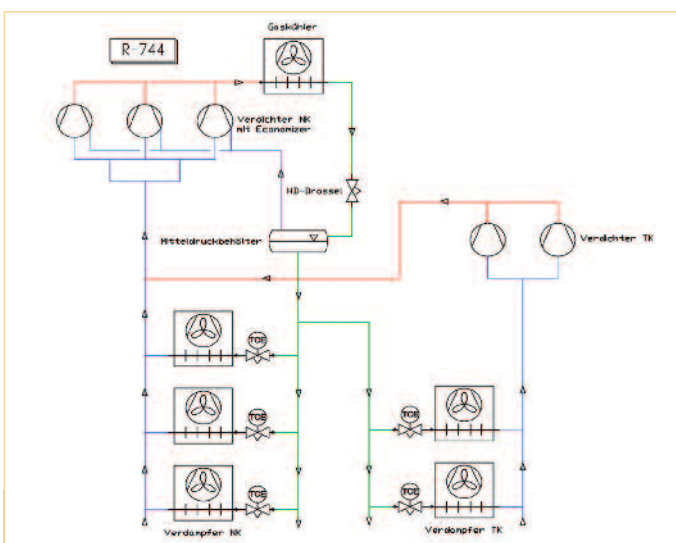 Gaskühler
R-744
Verdichter NK
mit Economizer
HD-Drossel
Mitteldruckbehälter
Verdichter TK
TCE
TCE
TCE
TCE
TCE
Verdampfer NK
Verdampfer TK